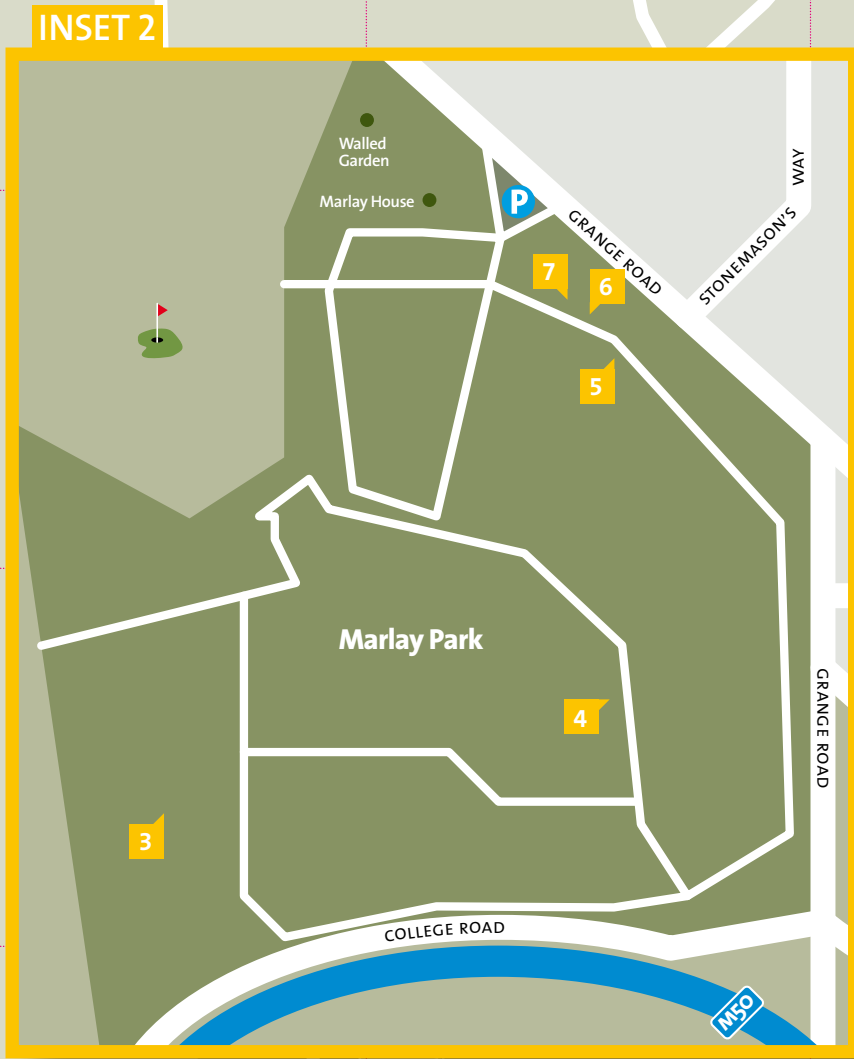 INSET 2
Walled
Garden
Marlay House
P
WAY
STONEMASON'S
GRANGE ROAD
7
6
5
Marlay Park
4
GRANGE ROAD
3
COLLEGE ROAD
M50